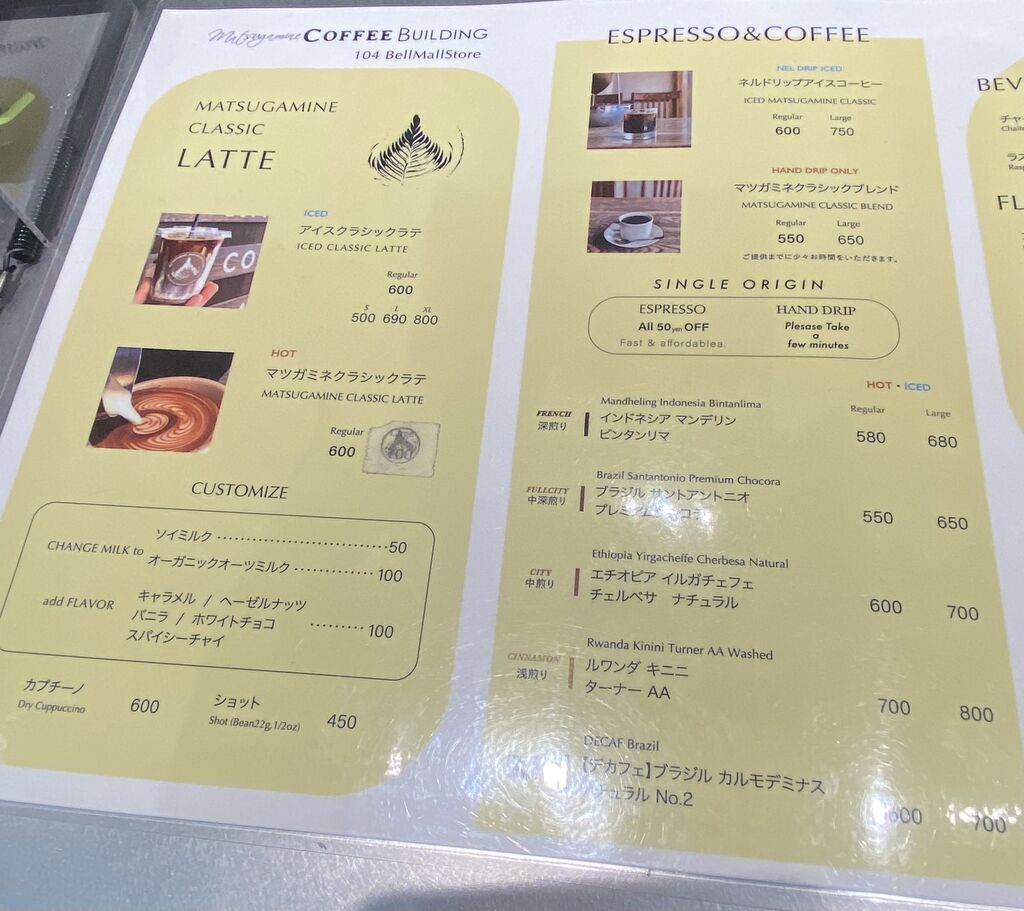 Matsugamine COFFEE BUILDING
104 BellMallStore
MATSUGAMINE
CLASSIC
LATTE
ICED
アイスクラシックラテ
ICED CLASSIC LATTE
Regular
600
S L XL
500 690 800
CO
HOT
マツガミネクラシックラテ
MATSUGAMINE CLASSIC LATTE
Regular
600
CUSTOMIZE
CHANGE MILK to
ソイミルク 50
オーガニックオーツミルク 100
add FLAVOR
キャラメル / ヘーゼルナッツ
バニラ / ホワイトチョコ 100
スパイシーチャイ
カプチーノ
Dry Cuppuccino
600
ショット
Shot (Bean22g,1/2oz)
450
ESPRESSO&COFFEE
NEL DRIP ICED
ネルドリップアイスコーヒー
ICED MATSUGAMINE CLASSIC
Regular Large
600 750
HAND DRIP ONLY
マツガミネクラシックブレンド
MATSUGAMINE CLASSIC BLEND
Regular Large
550 650
ご提供までに少々お時間をいただきます。
SINGLE ORIGIN
ESPRESSO
All 50yen OFF
Fast & affordablea.
HAND DRIP
Plesase Take
a
few minutes
HOT・ICED
Regular Large
FRENCH
深煎り
Mandheling Indonesia Bintanlima
インドネシア マンデリン
ビンタンリマ
580 680
FULLCITY
中深煎り
Brazil Santantonio Premium Chocora
ブラジル サントアントニオ
550 650
CITY
中煎り
Ethlopia Yirgacheffe Cherbesa Natural
エチオピア イルガチェフェ
チェルベサ ナチュラル
600 700
CINNAMON
浅煎り
Rwanda Kinini Turner AA Washed
ルワンダ キニニ
ターナー AA
700 800
DECAF Brazil
【デカフェ】ブラジル カルモデミナス
No.2
600 700
BEV
チャ
Chaite
ラズ
Rasp
FL